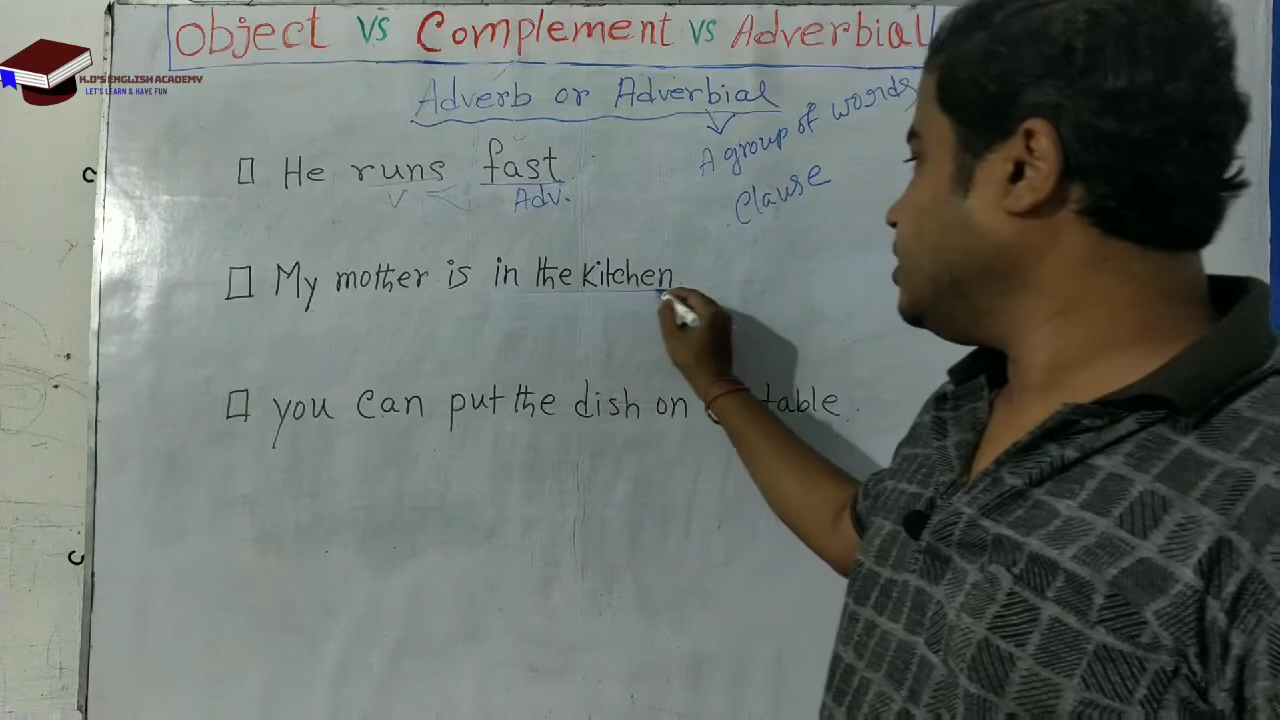 Object vs Complement vs Adverbial
K.D'S ENGLISH ACADEMY
LET'S LEARN & HAVE FUN
Adverb or Adverbial
A group of words
Clause
He runs fast.
V Adv.
My mother is in the kitchen
you can put the dish on table.